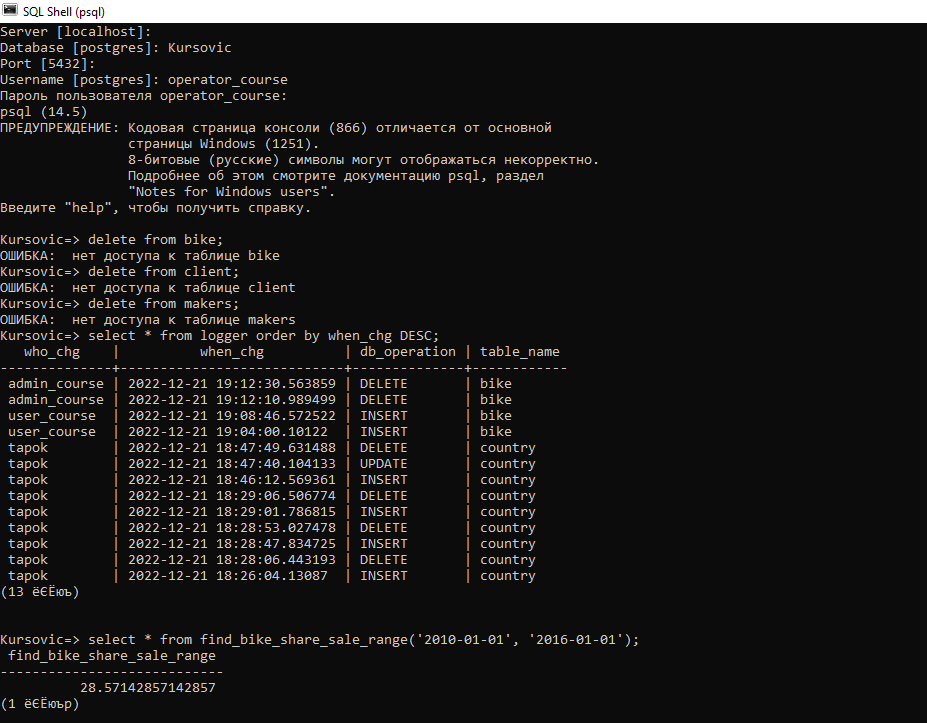 SQL Shell (psql)
Server [localhost]:
Database [postgres]: Kursovic
Port [5432]:
Username [postgres]: operator_course
Пароль пользователя operator_course:
psql (14.5)
ПРЕДУПРЕЖДЕНИЕ: Кодовая страница консоли (866) отличается от основной
страницы Windows (1251).
8-битовые (русские) символы могут отображаться некорректно.
Подробнее об этом смотрите документацию psql, раздел
"Notes for Windows users".
Введите "help", чтобы получить справку.
Kursovic=> delete from bike;
ОШИБКА:  нет доступа к таблице bike
Kursovic=> delete from client;
ОШИБКА:  нет доступа к таблице client
Kursovic=> delete from makers;
ОШИБКА:  нет доступа к таблице makers
Kursovic=> select * from logger order by when_chg DESC;
   who_chg    |          when_chg          | db_operation | table_name
--------------+----------------------------+--------------+------------
 admin_course | 2022-12-21 19:12:30.563859 | DELETE       | bike
 admin_course | 2022-12-21 19:12:10.989499 | DELETE       | bike
 user_course  | 2022-12-21 19:08:46.572522 | INSERT       | bike
 user_course  | 2022-12-21 19:04:00.10122  | INSERT       | bike
 tapok        | 2022-12-21 18:47:49.631488 | DELETE       | country
 tapok        | 2022-12-21 18:47:40.104133 | UPDATE       | country
 tapok        | 2022-12-21 18:46:12.569361 | INSERT       | country
 tapok        | 2022-12-21 18:29:06.506774 | DELETE       | country
 tapok        | 2022-12-21 18:29:01.786815 | INSERT       | country
 tapok        | 2022-12-21 18:28:53.027478 | DELETE       | country
 tapok        | 2022-12-21 18:28:47.834725 | INSERT       | country
 tapok        | 2022-12-21 18:28:06.443193 | DELETE       | country
 tapok        | 2022-12-21 18:26:04.13087  | INSERT       | country
(13 ёЄЁюъ)
Kursovic=> select * from find_bike_share_sale_range('2010-01-01', '2016-01-01');
 find_bike_share_sale_range
----------------------------
          28.57142857142857
(1 ёЄЁюър)